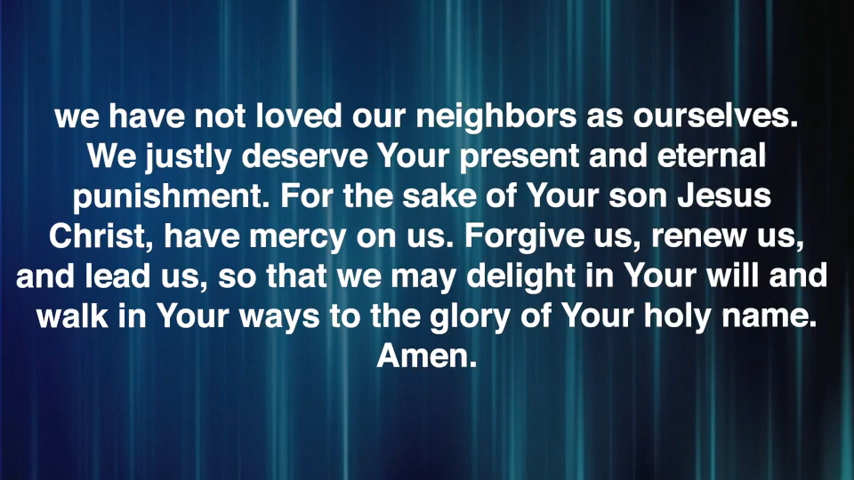 we have not loved our neighbors as ourselves.
We justly deserve Your present and eternal
punishment. For the sake of Your son Jesus
Christ, have mercy on us. Forgive us, renew us,
and lead us, so that we may delight in Your will and
walk in Your ways to the glory of Your holy name.
Amen.